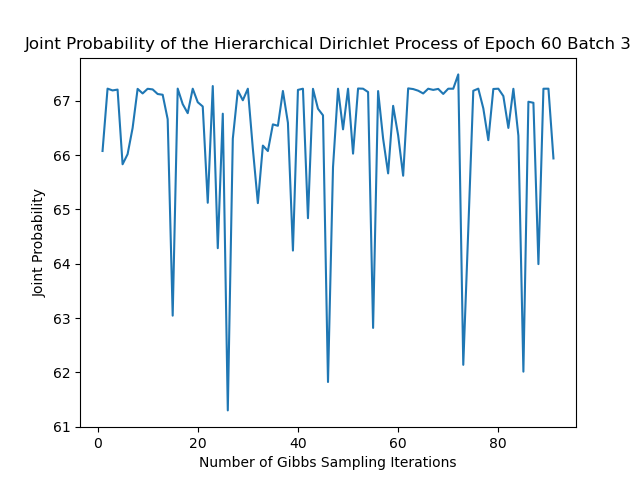 Joint Probability of the Hierarchical Dirichlet Process of Epoch 60 Batch 3
67
66
65
64
63
62
61
Joint Probability
0 20 40 60 80
Number of Gibbs Sampling Iterations